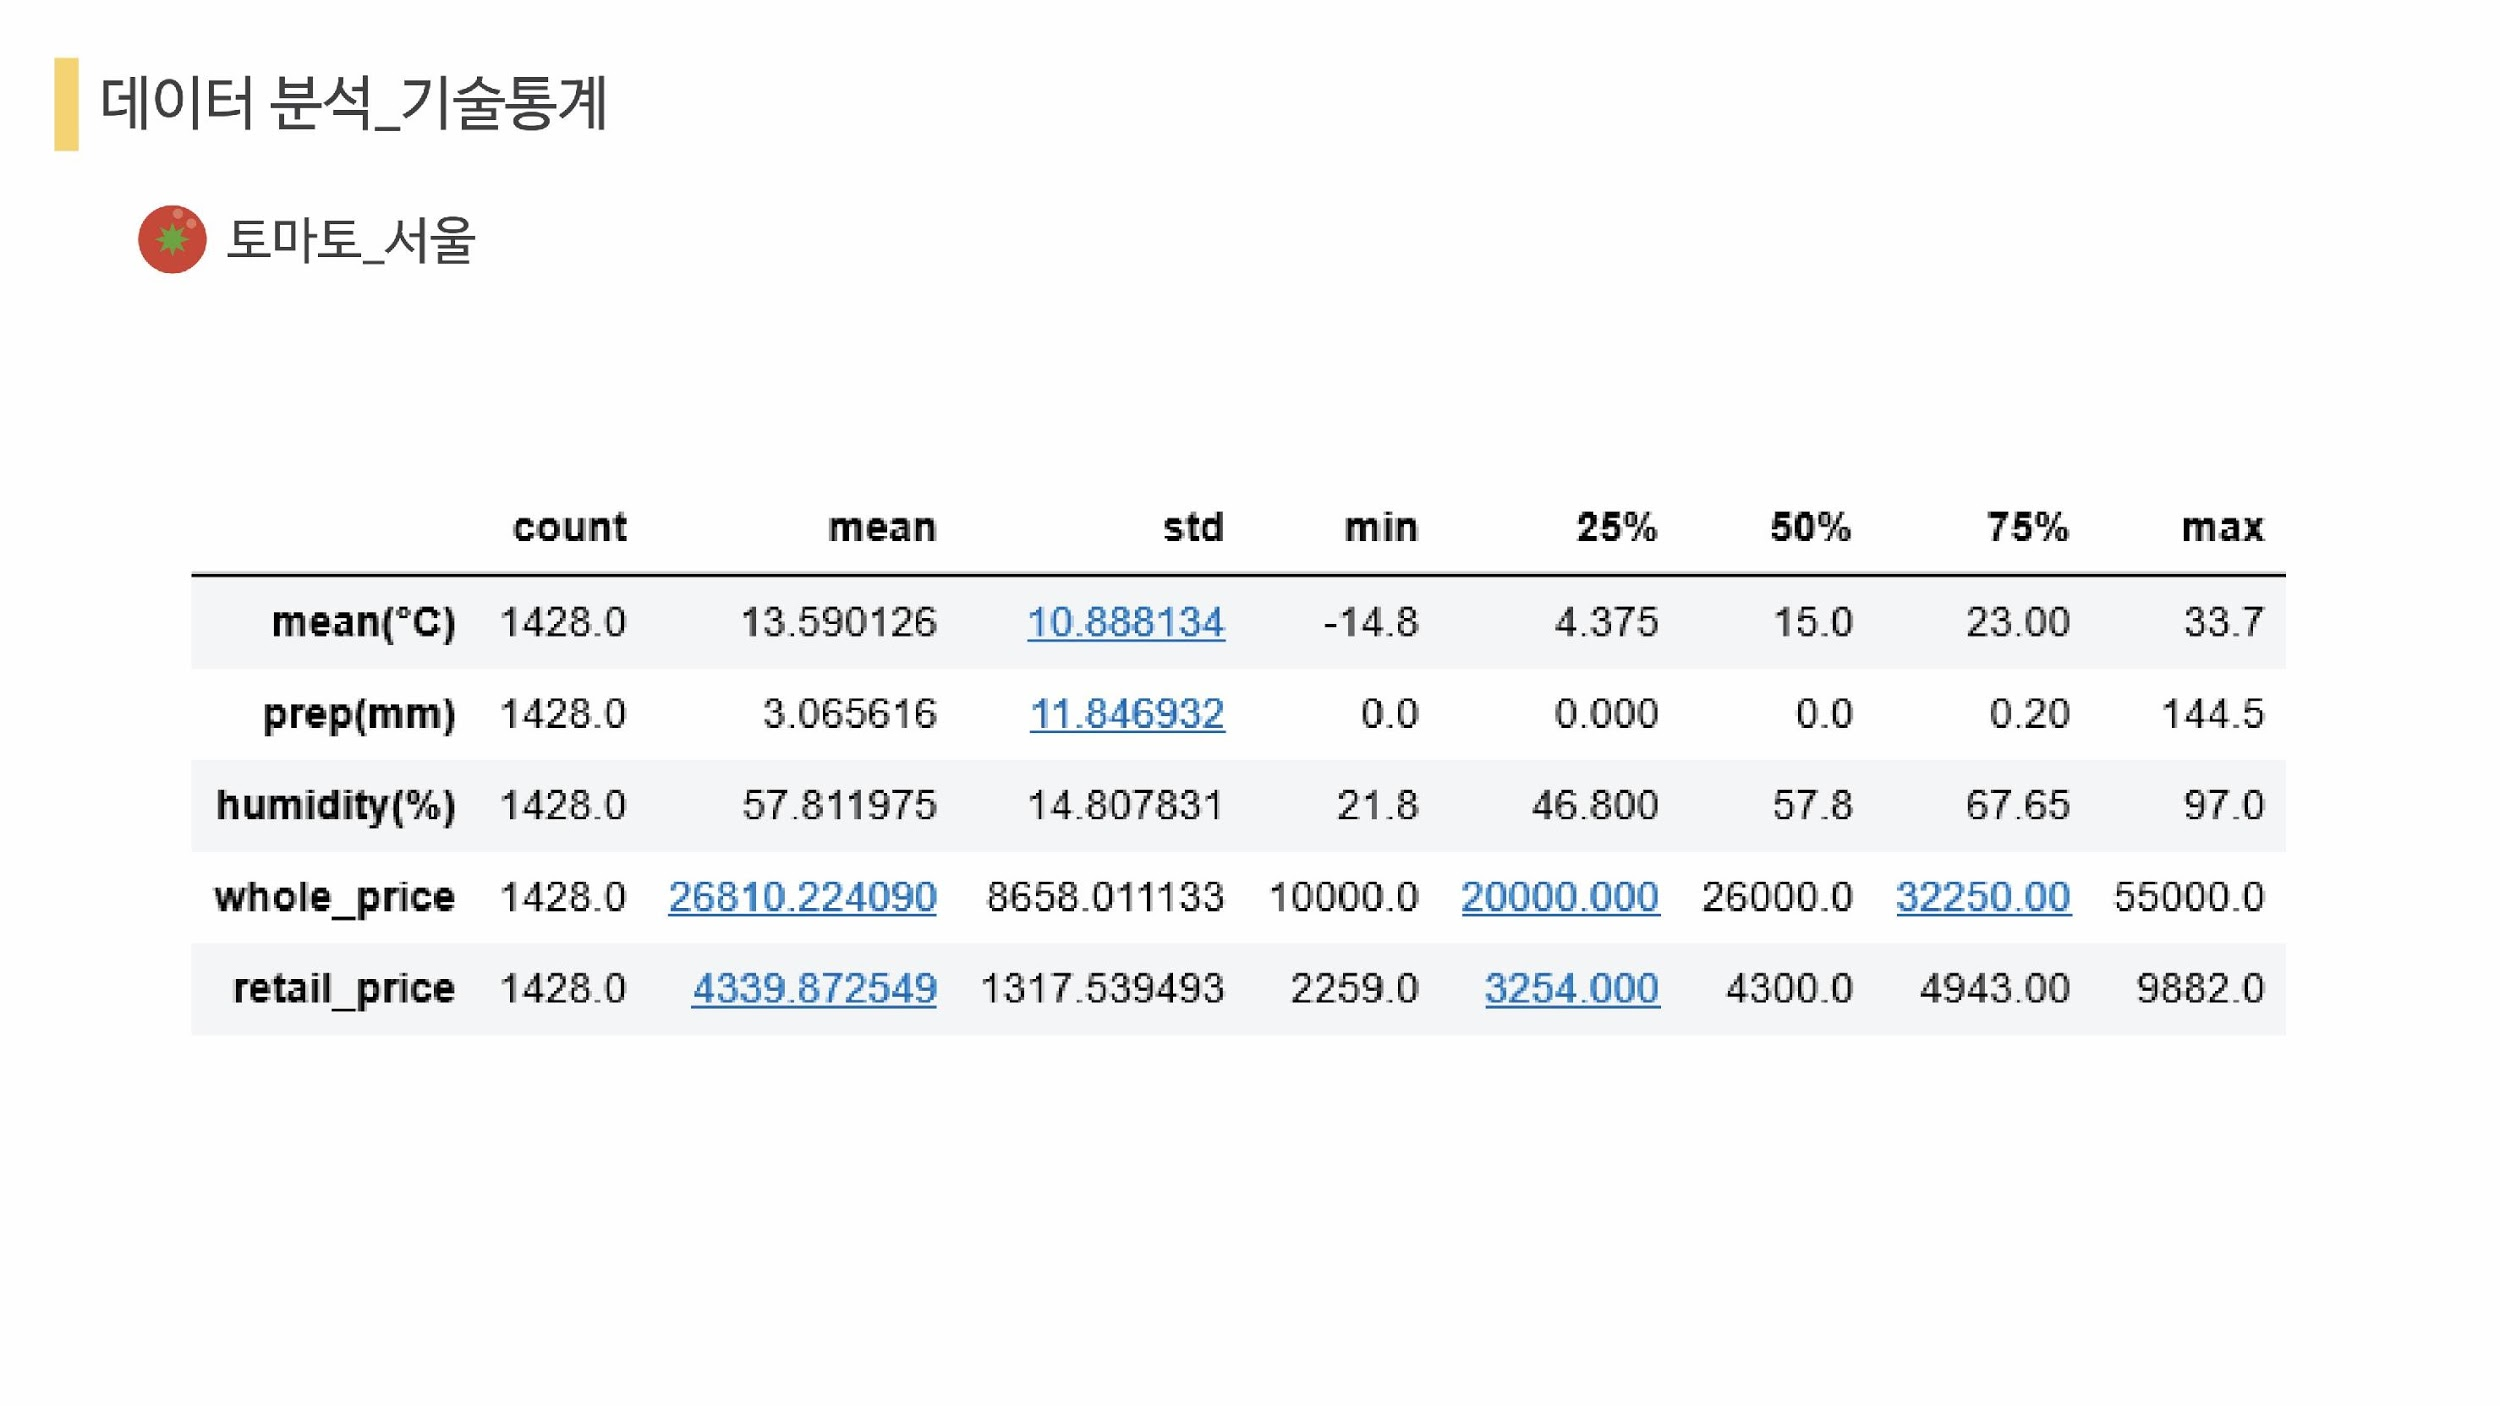 데이터 분석_기술통계
토마토_서울
count mean std min 25% 50% 75% max
mean(°C) 1428.0 13.590126 10.888134 -14.8 4.375 15.0 23.00 33.7
prep(mm) 1428.0 3.065616 11.846932 0.0 0.000 0.0 0.20 144.5
humidity(%) 1428.0 57.811975 14.807831 21.8 46.800 57.8 67.65 97.0
whole_price 1428.0 26810.224090 8658.011133 10000.0 20000.000 26000.0 32250.00 55000.0
retail_price 1428.0 4339.872549 1317.539493 2259.0 3254.000 4300.0 4943.00 9882.0